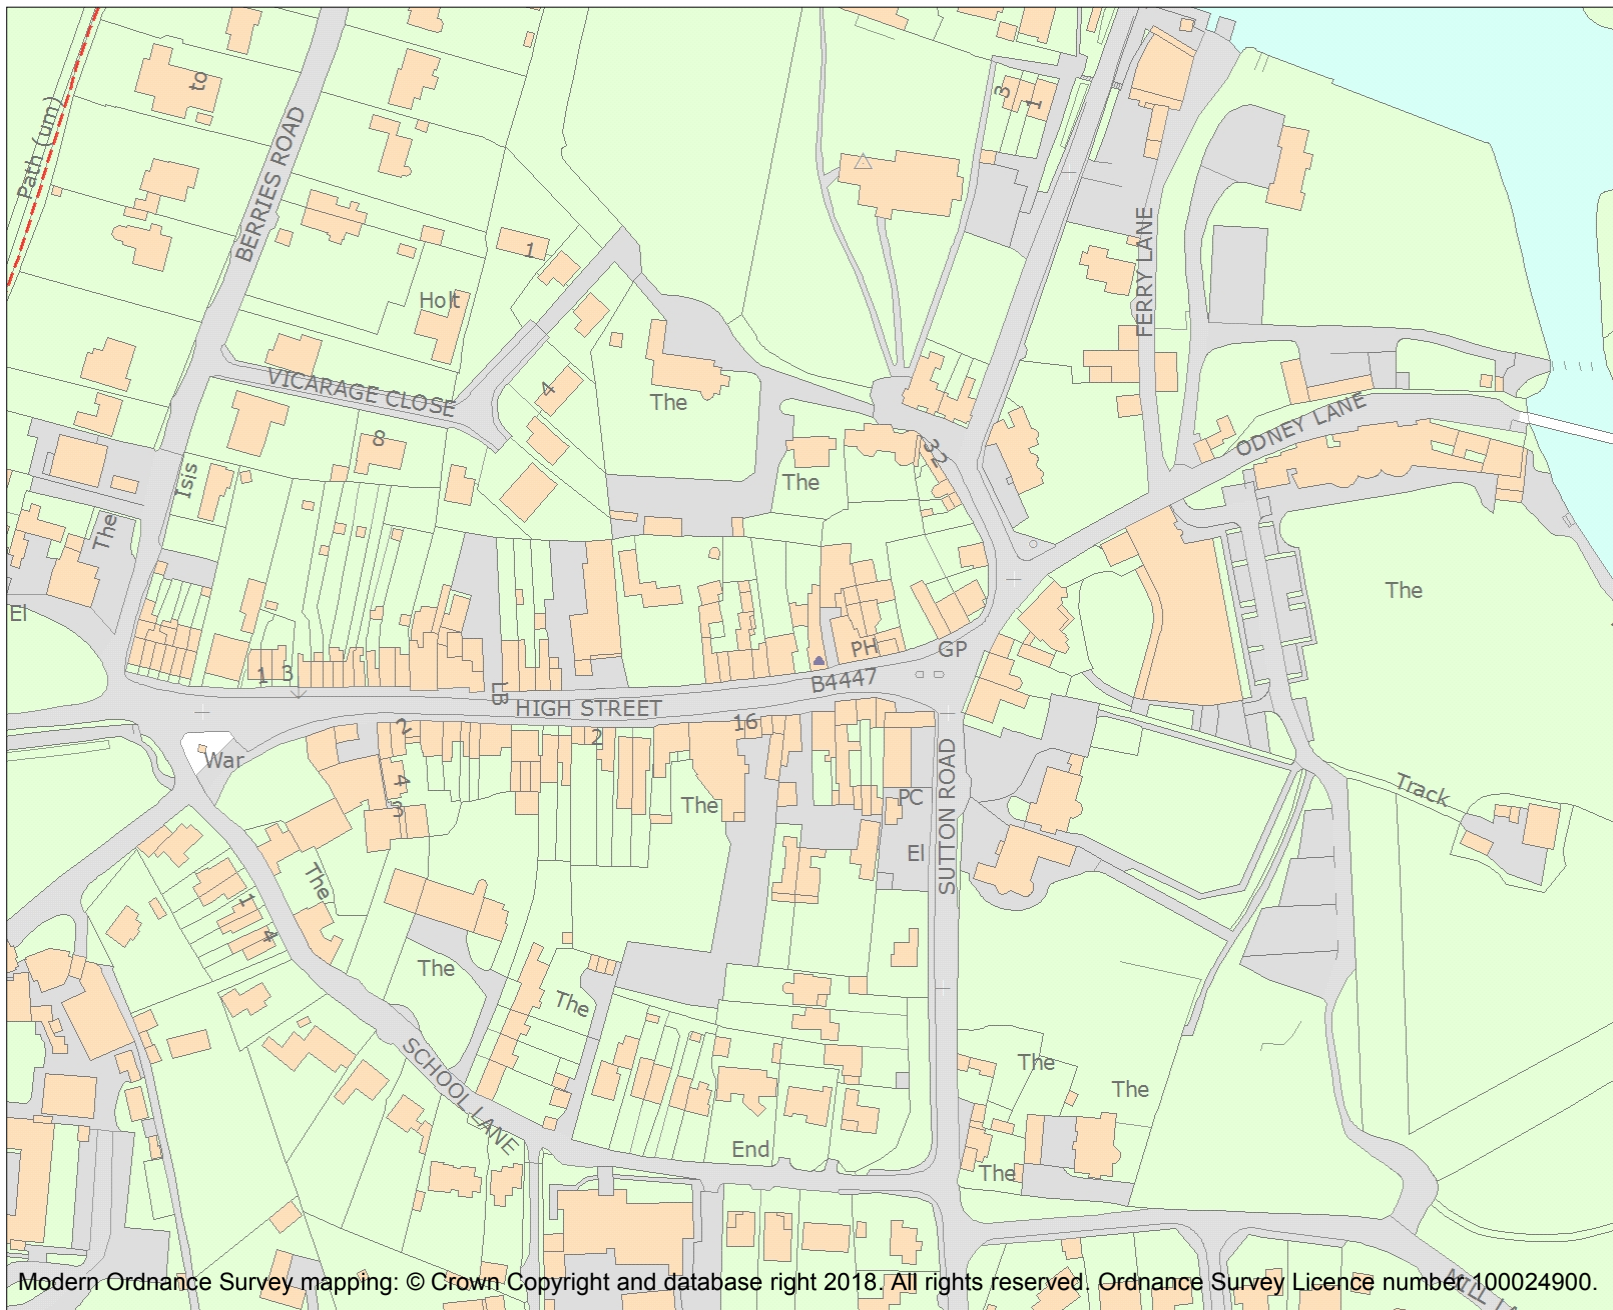 to
Path (um)
BERRIES ROAD
3
1
1
Holt
FERRY LANE
VICARAGE CLOSE
4
The
8
32
ODNEY LANE
Isis
The
The
The
El
1 3
PH
GP
B4447
LB
HIGH STREET
2
2
16
War
4
5
The
PC
El
SUTTON ROAD
Track
The
1
4
The
The
SCHOOL LANE
The
The
End
The
Modern Ordnance Survey mapping: © Crown Copyright and database right 2018. All rights reserved. Ordnance Survey Licence number 100024900.